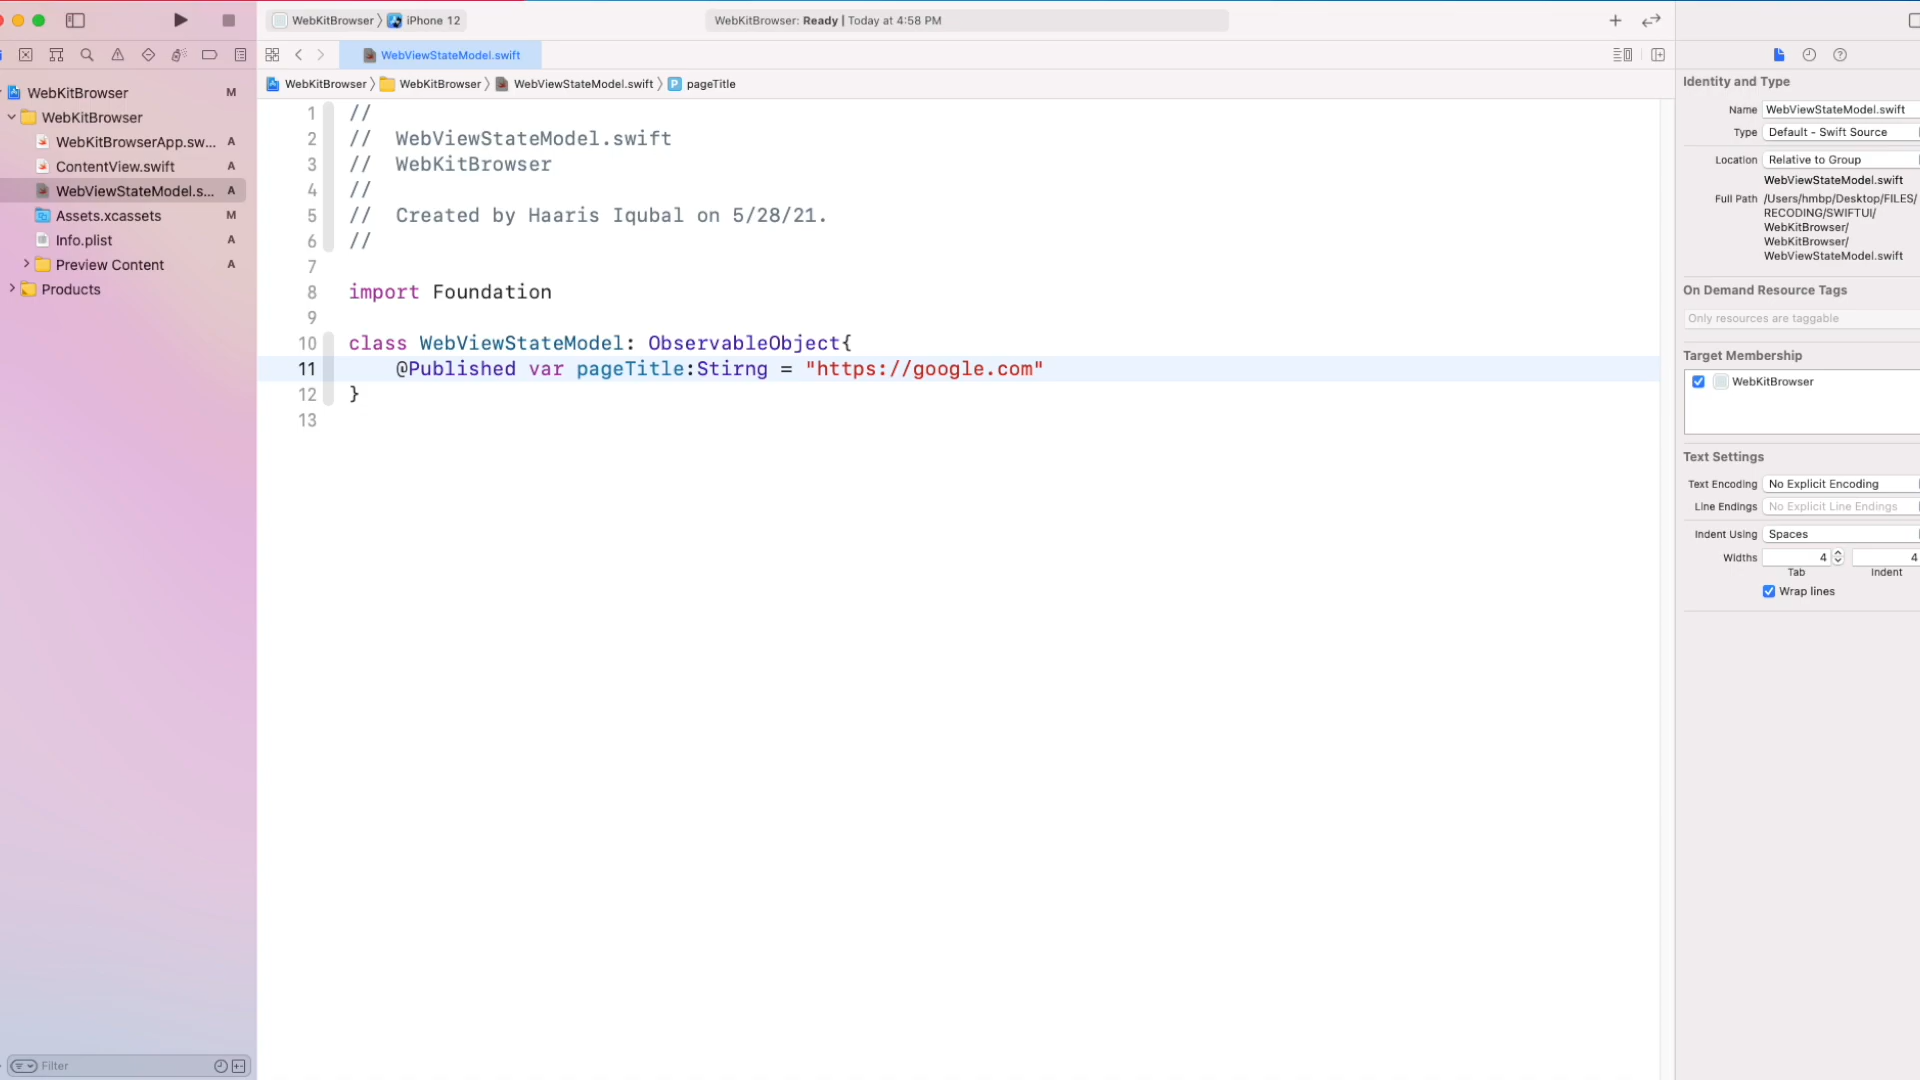 WebKitBrowser 〉 iPhone 12
WebKitBrowser: Ready | Today at 4:58 PM
WebViewStateModel.swift
WebKitBrowser 〉 WebKitBrowser 〉 WebViewStateModel.swift 〉 P pageTitle
WebKitBrowser M
WebKitBrowser
WebKitBrowserApp.sw... A
ContentView.swift A
WebViewStateModel.s... A
Assets.xcassets M
Info.plist A
Preview Content A
Products
Filter
1 //
2 //  WebViewStateModel.swift
3 //  WebKitBrowser
4 //
5 //  Created by Haaris Iqubal on 5/28/21.
6 //
7
8 import Foundation
9
10 class WebViewStateModel: ObservableObject{
11     @Published var pageTitle:Stirng = "https://google.com"
12 }
13
Identity and Type
Name WebViewStateModel.swift
Type Default - Swift Source
Location Relative to Group
WebViewStateModel.swift
Full Path /Users/hmbp/Desktop/FILES/
RECODING/SWIFTUI/
WebKitBrowser/
WebKitBrowser/
WebViewStateModel.swift
On Demand Resource Tags
Only resources are taggable
Target Membership
WebKitBrowser
Text Settings
Text Encoding No Explicit Encoding
Line Endings No Explicit Line Endings
Indent Using Spaces
Widths 4 4
Tab Indent
Wrap lines